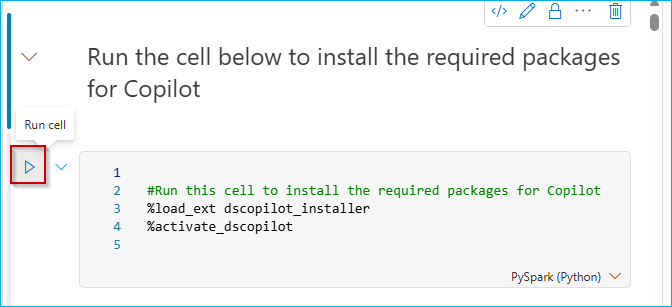 </>
Run the cell below to install the required packages
for Copilot
Run cell
1
2 #Run this cell to install the required packages for Copilot
3 %load_ext dscopilot_installer
4 %activate_dscopilot
5
PySpark (Python)